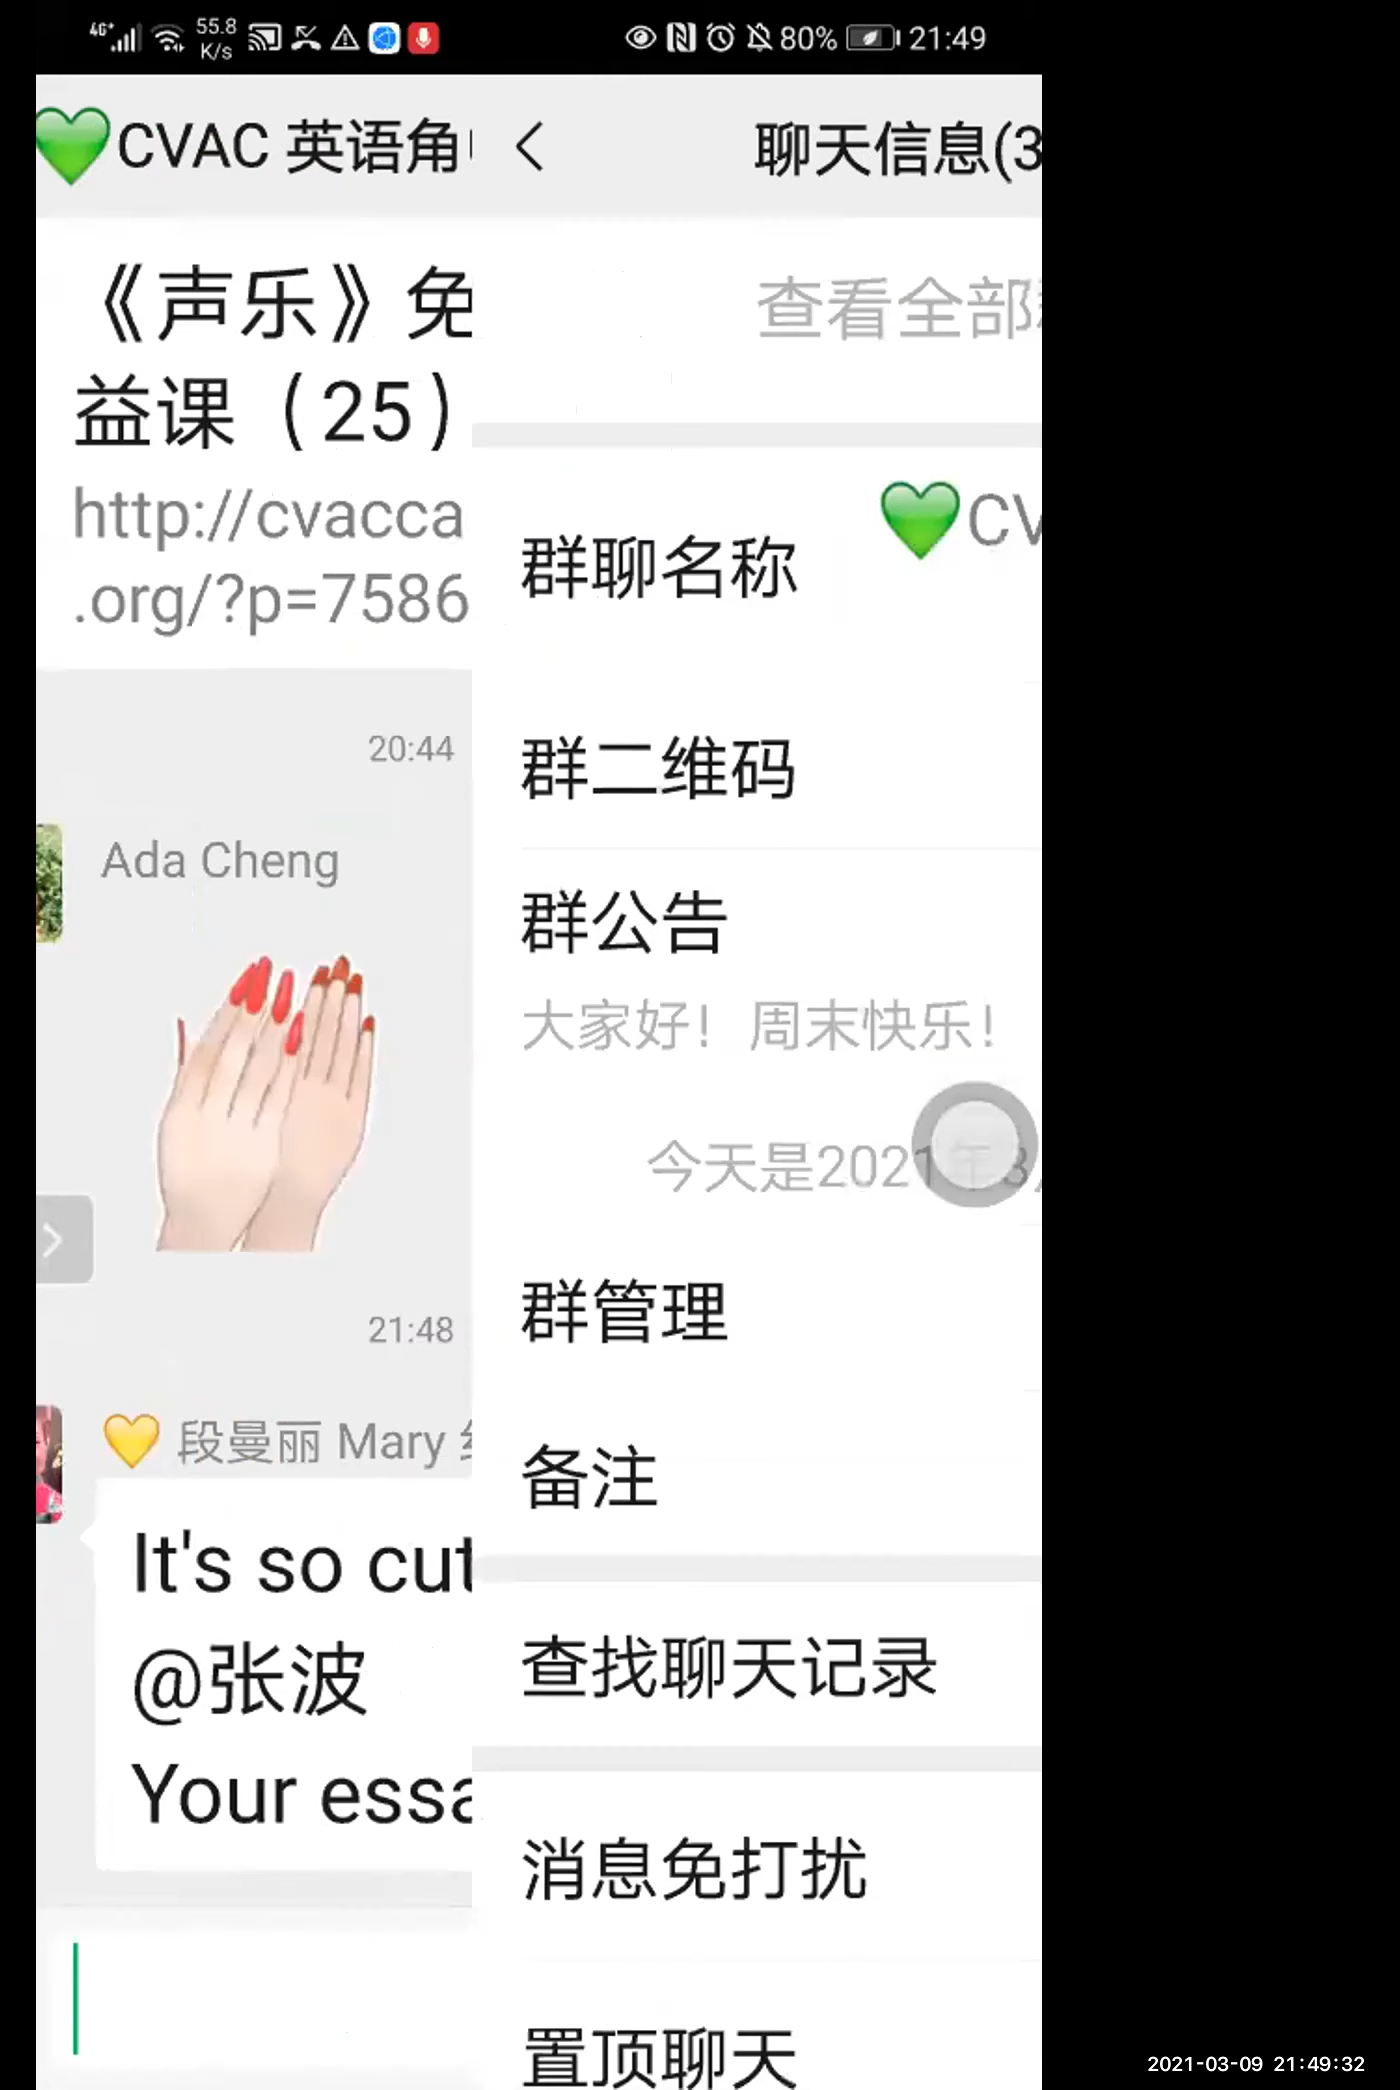 55.8
K/s
80%
21:49
CVAC 英语角
《声乐》免
益课（25）
http://cvacca
.org/?p=7586
20:44
Ada Cheng
21:48
段曼丽 Mary
It's so cut
@张波
Your essa
聊天信息(3
查看全部
群聊名称
CV
群二维码
群公告
大家好！周末快乐！
今天是2021年3
群管理
备注
查找聊天记录
消息免打扰
置顶聊天
2021-03-09 21:49:32